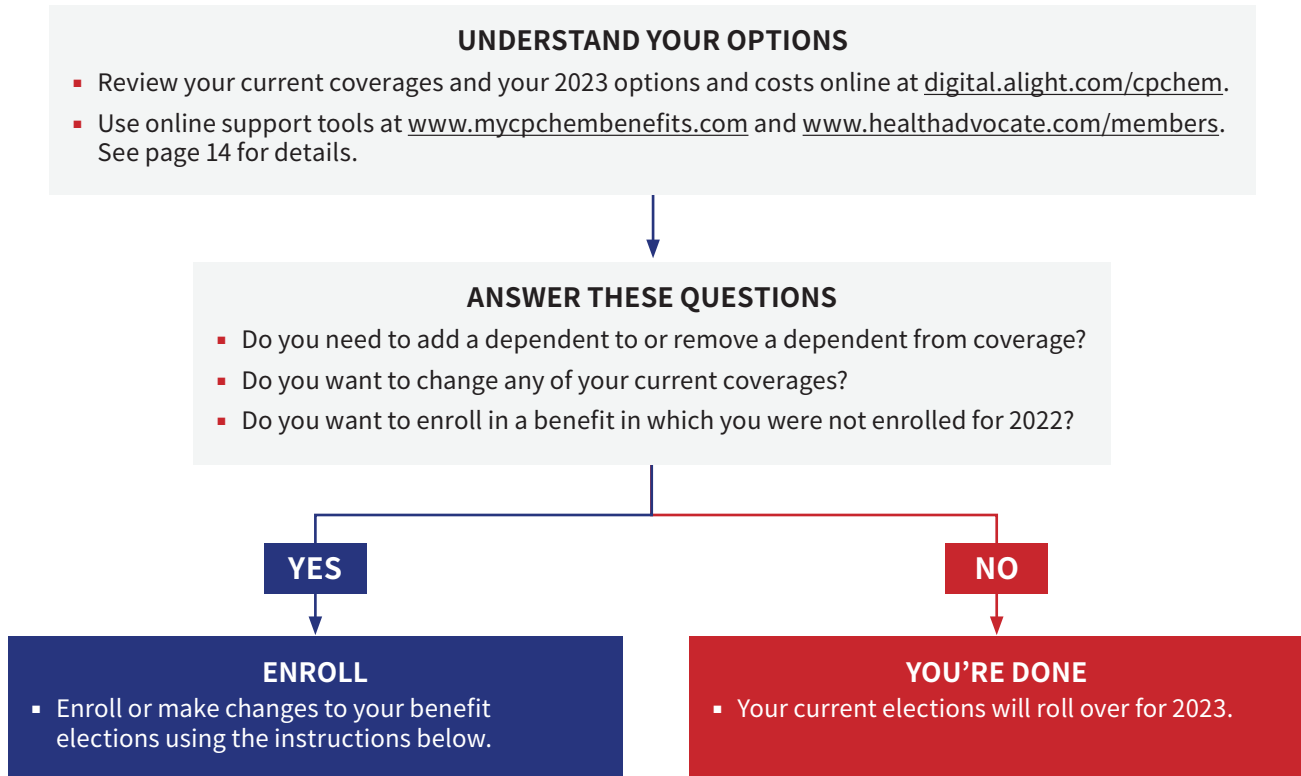 UNDERSTAND YOUR OPTIONS
▪ Review your current coverages and your 2023 options and costs online at digital.alight.com/cpchem.
▪ Use online support tools at www.mycpchembenefits.com and www.healthadvocate.com/members.
See page 14 for details.
ANSWER THESE QUESTIONS
▪ Do you need to add a dependent to or remove a dependent from coverage?
▪ Do you want to change any of your current coverages?
▪ Do you want to enroll in a benefit in which you were not enrolled for 2022?
YES
NO
ENROLL
▪ Enroll or make changes to your benefit
elections using the instructions below.
YOU’RE DONE
▪ Your current elections will roll over for 2023.